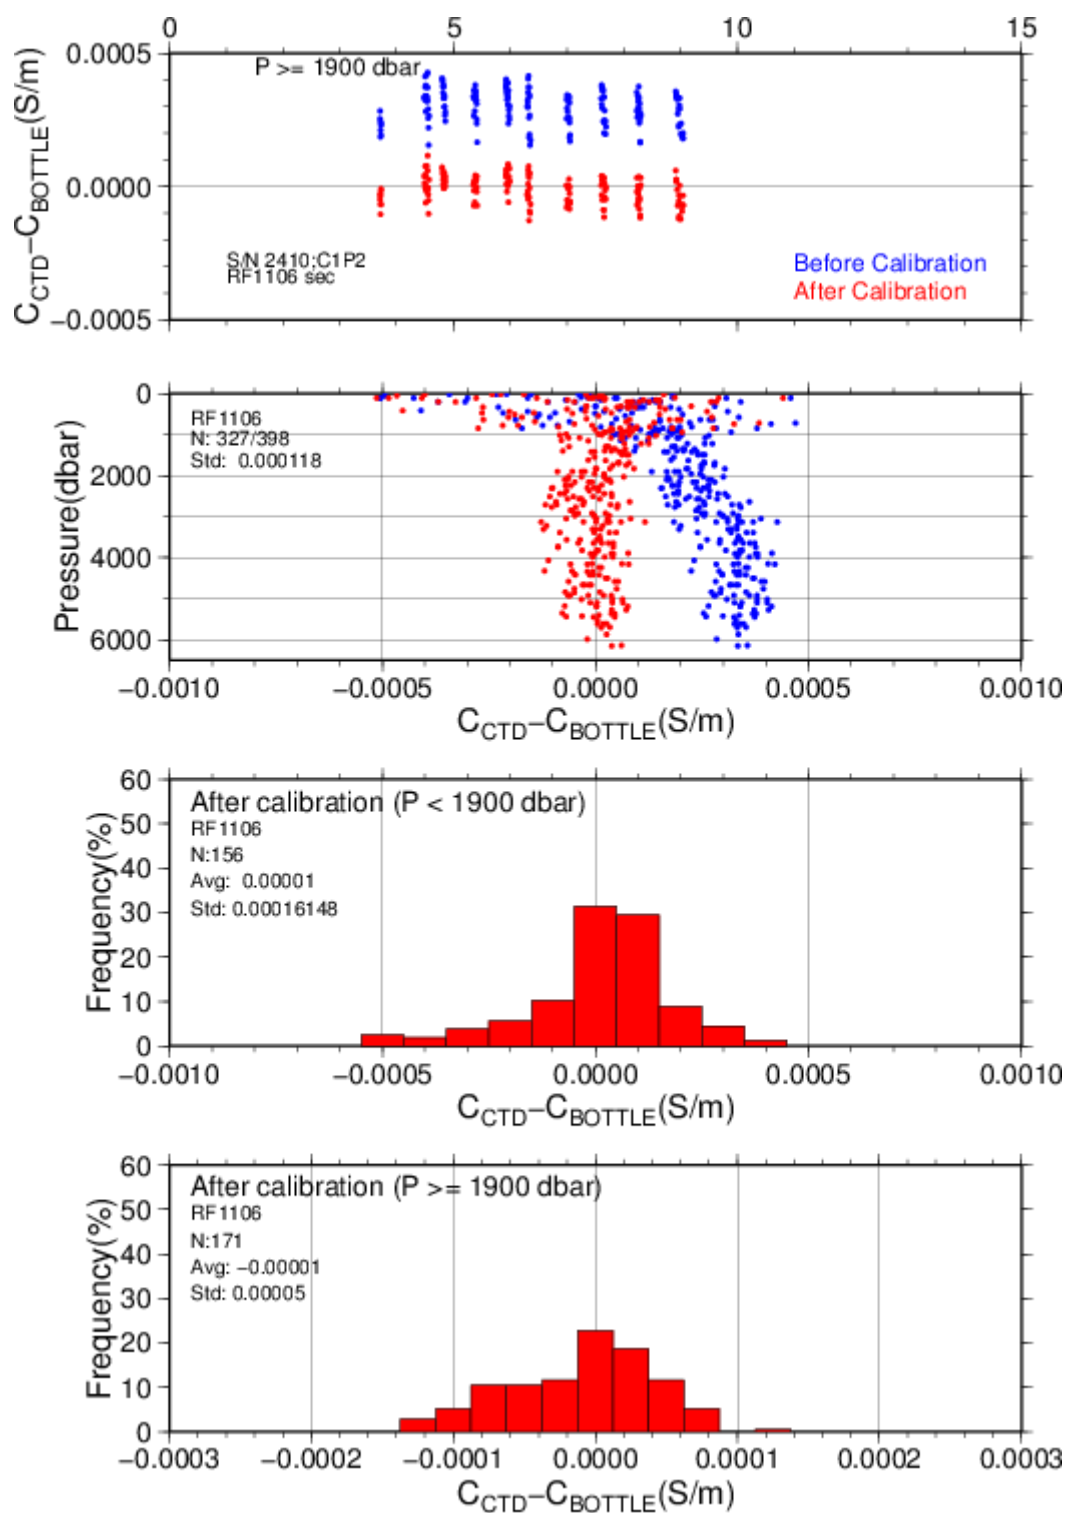 0 5 10 15
0.0005
P >= 1900 dbar
0.0000
C_CTD−C_BOTTLE(S/m)
S/N 2410;C1P2
RF1106 sec
Before Calibration
After Calibration
−0.0005
0
RF1106
N: 327/398
Std: 0.000118
2000
Pressure(dbar)
4000
6000
−0.0010 −0.0005 0.0000 0.0005 0.0010
C_CTD−C_BOTTLE(S/m)
60
After calibration (P < 1900 dbar)
50
RF1106
N:156
40
Avg: 0.00001
30
Std: 0.00016148
Frequency(%)
20
10
0
−0.0010 −0.0005 0.0000 0.0005 0.0010
C_CTD−C_BOTTLE(S/m)
60
After calibration (P >= 1900 dbar)
50
RF1106
N:171
40
Avg: −0.00001
30
Std: 0.00005
Frequency(%)
20
10
0
−0.0003 −0.0002 −0.0001 0.0000 0.0001 0.0002 0.0003
C_CTD−C_BOTTLE(S/m)